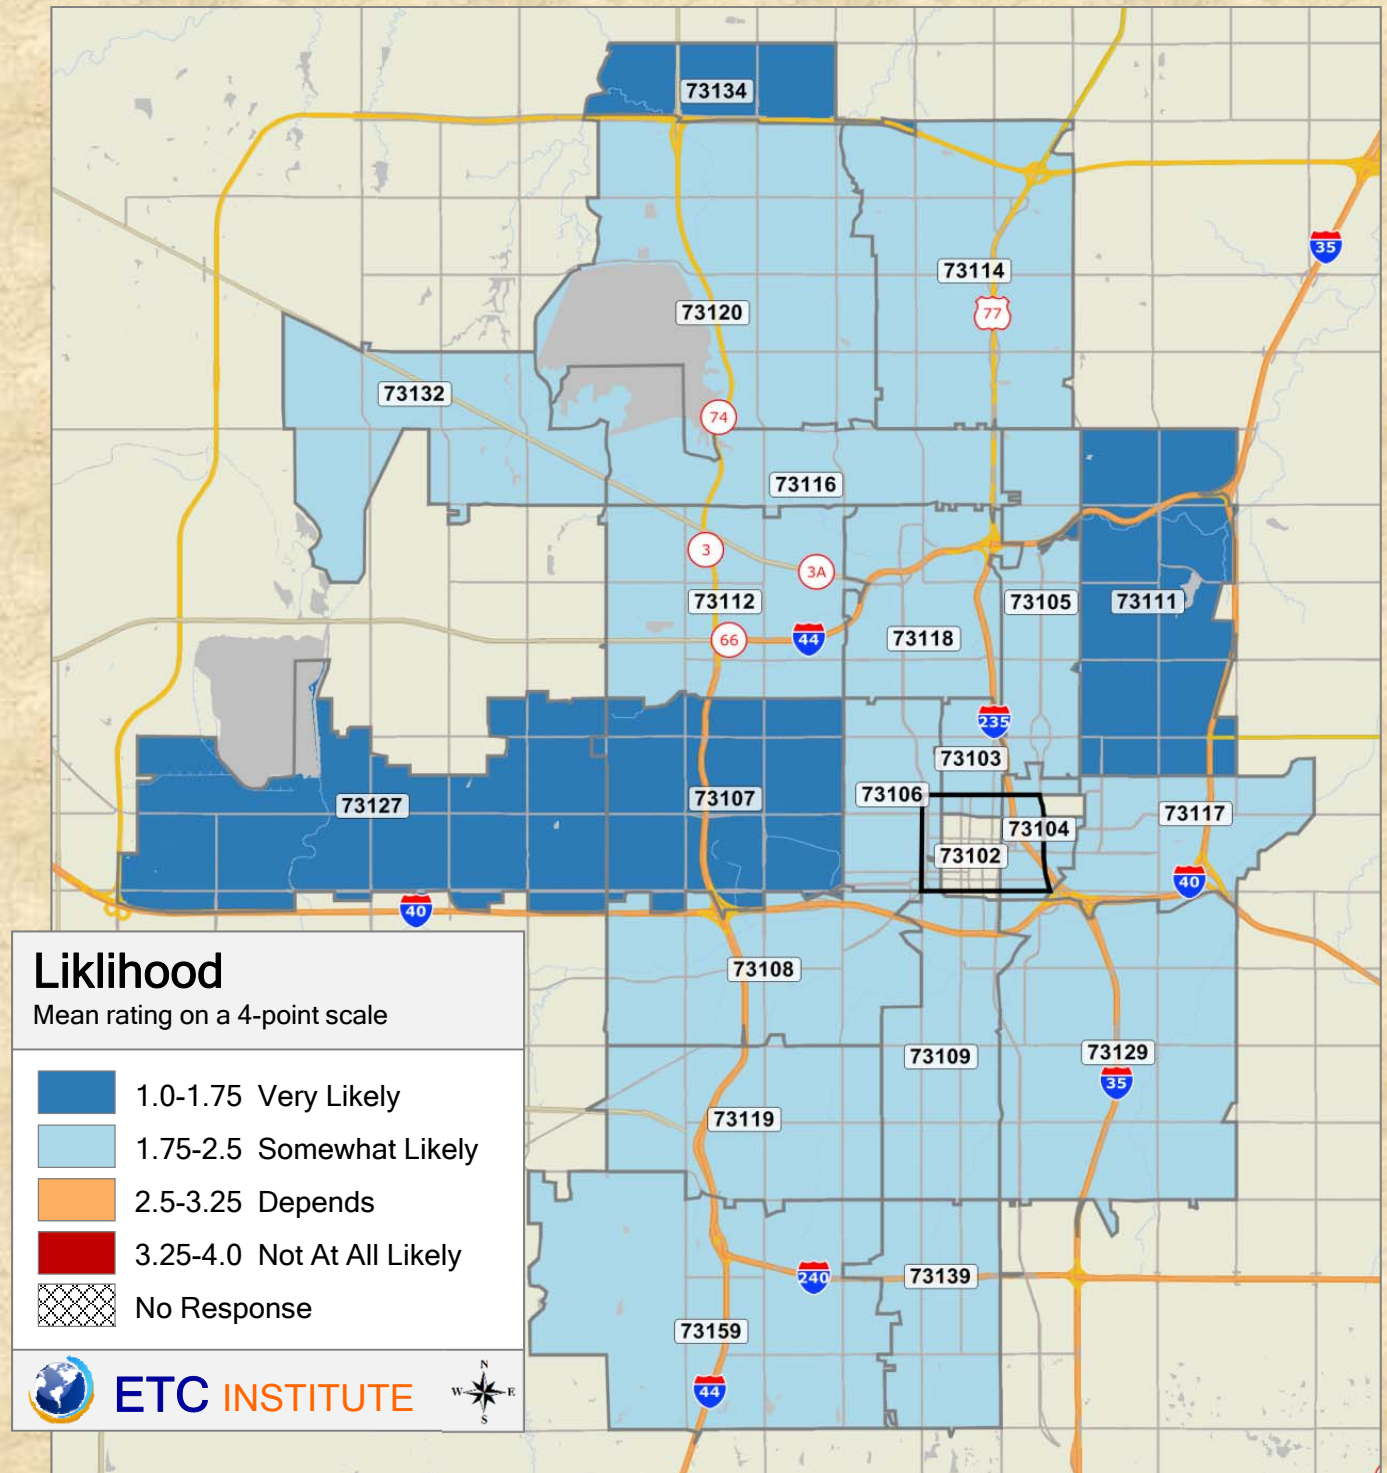 73134
35
73114
77
73120
73132
74
73116
3
3A
73112
73105
73111
66
44
73118
235
73103
73106
73107
73127
73117
73104
73102
40
40
73108
73109
73129
35
73119
240
73139
73159
44
Liklihood
Mean rating on a 4-point scale
1.0-1.75 Very Likely
1.75-2.5 Somewhat Likely
2.5-3.25 Depends
3.25-4.0 Not At All Likely
No Response
ETC INSTITUTE
N
W E
S